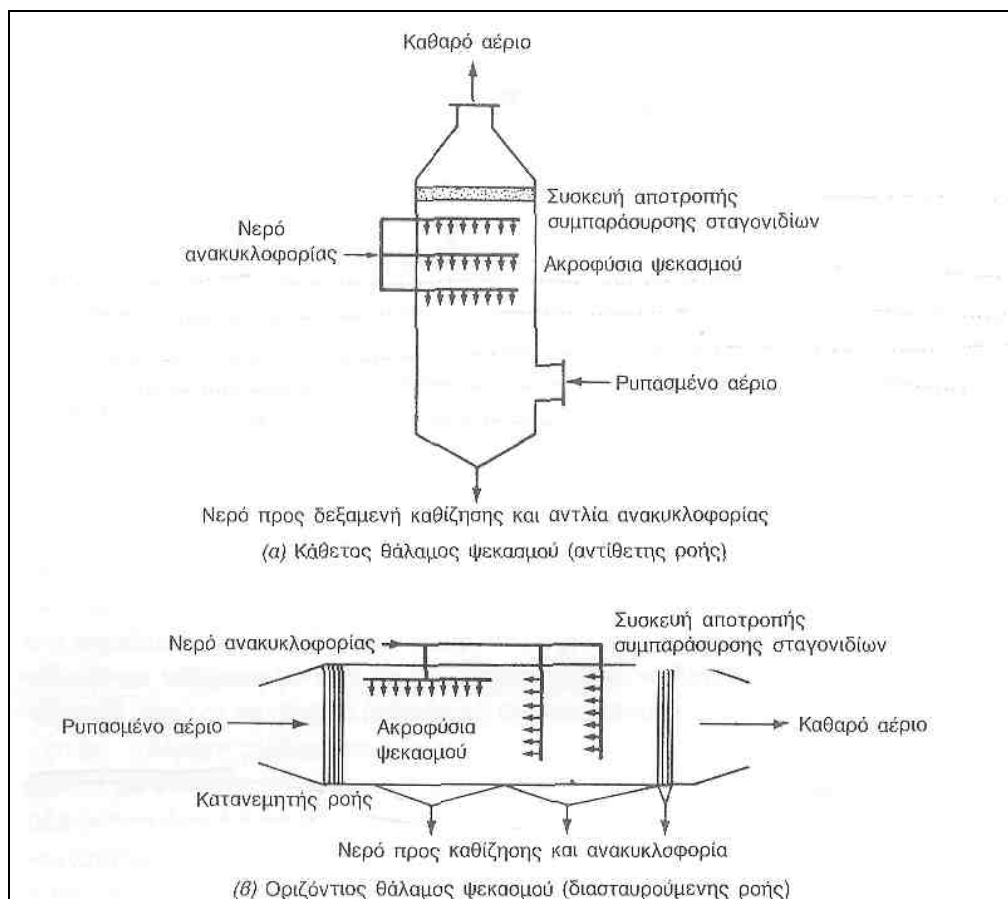 Καθαρό αέριο
Συσκευή αποτροπής
συμπαράσυρσης σταγονιδίων
Νερό
ανακυκλοφορίας
Ακροφύσια ψεκασμού
Ρυπασμένο αέριο
Νερό προς δεξαμενή καθίζησης και αντλία ανακυκλοφορίας
(α) Κάθετος θάλαμος ψεκασμού (αντίθετης ροής)
Συσκευή αποτροπής
συμπαράσυρσης σταγονιδίων
Νερό ανακυκλοφορίας
Ρυπασμένο αέριο
Ακροφύσια
ψεκασμού
Καθαρό αέριο
Κατανεμητής ροής
Νερό προς καθίζησης και ανακυκλοφορία
(β) Οριζόντιος θάλαμος ψεκασμού (διασταυρούμενης ροής)